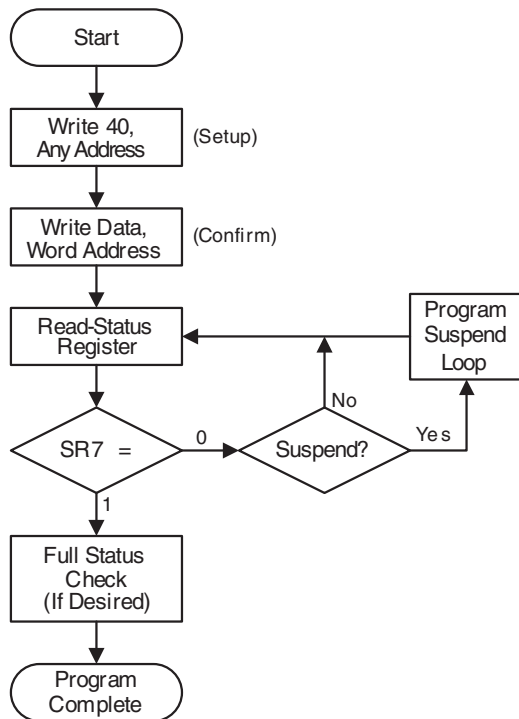 Start
Write 40,
Any Address
(Setup)
Write Data,
Word Address
(Confirm)
Read-Status
Register
Program
Suspend
Loop
No
SR7 =
0
Suspend?
Yes
1
Full Status
Check
(If Desired)
Program
Complete